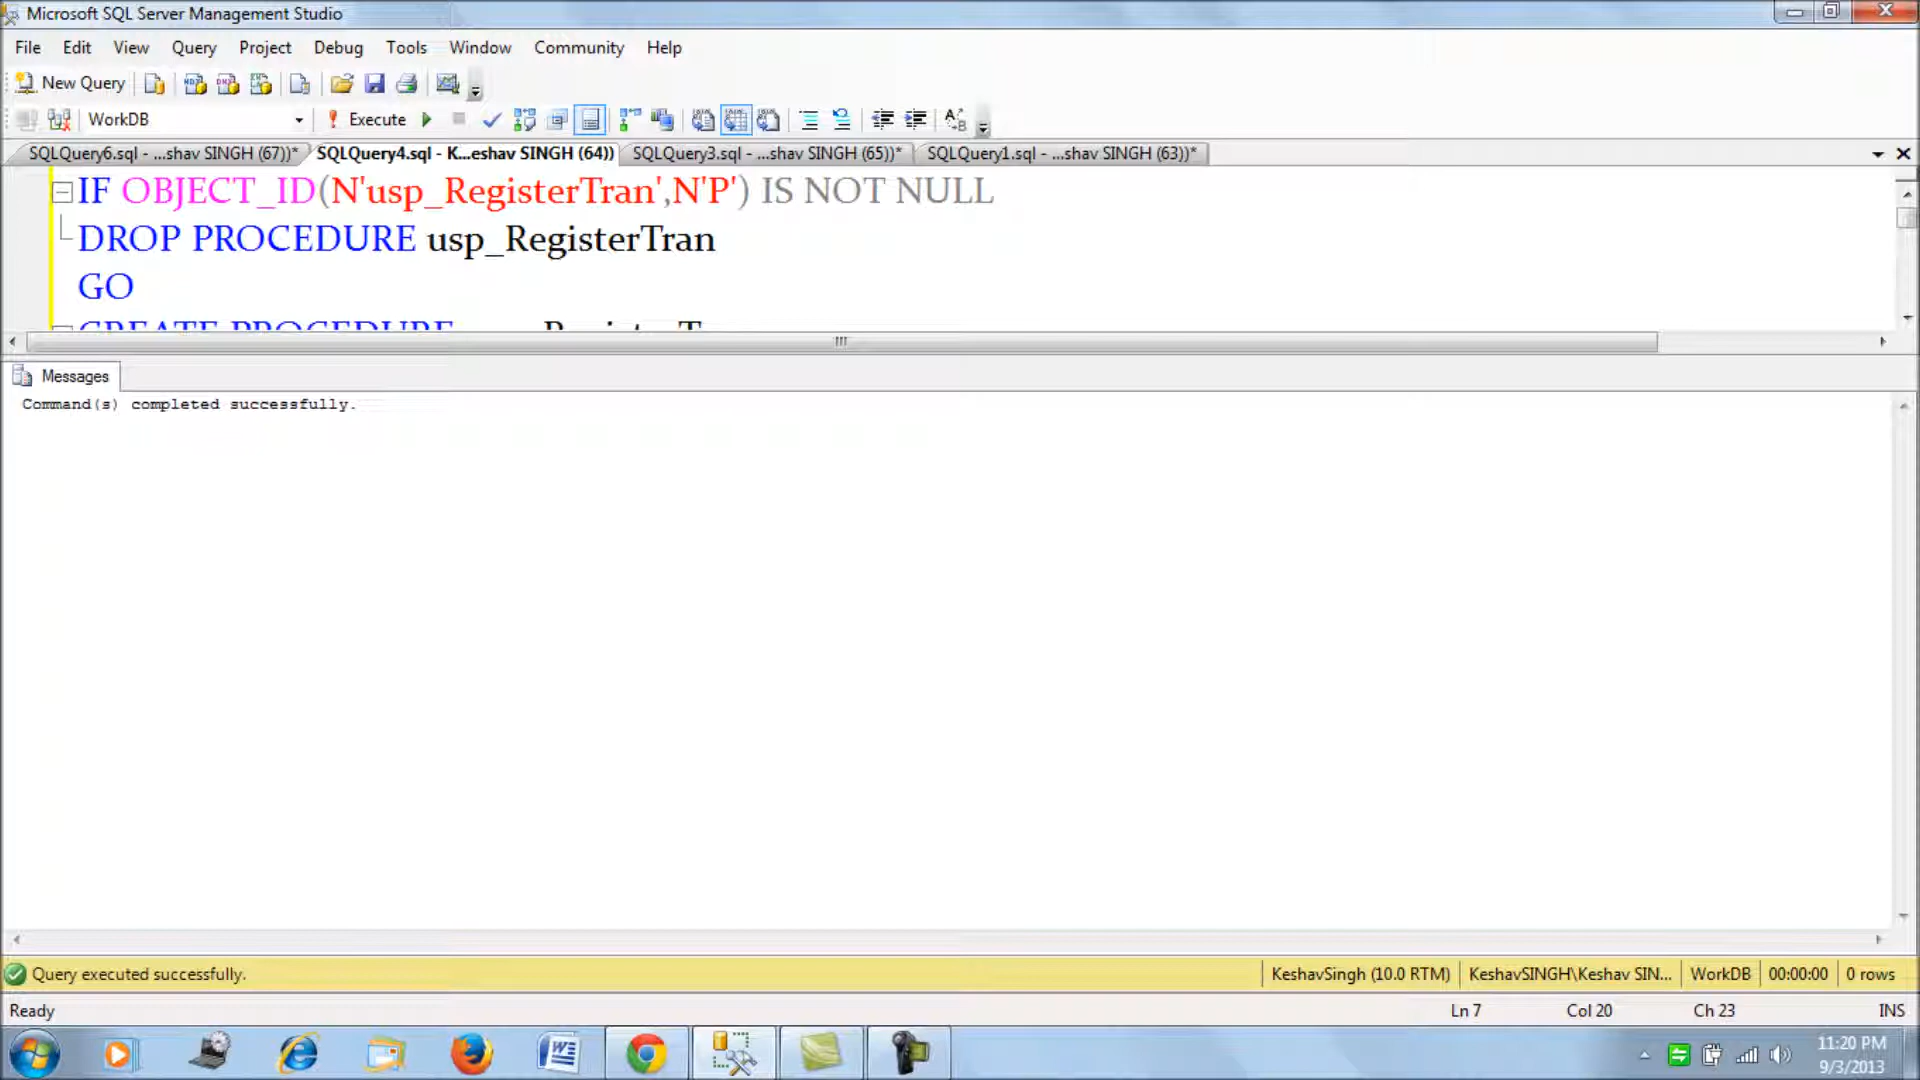 Microsoft SQL Server Management Studio
File Edit View Query Project Debug Tools Window Community Help
New Query
WorkDB Execute
SQLQuery6.sql - ...shav SINGH (67))* SQLQuery4.sql - K...eshav SINGH (64)) SQLQuery3.sql - ...shav SINGH (65))* SQLQuery1.sql - ...shav SINGH (63))*
IF OBJECT_ID(N'usp_RegisterTran',N'P') IS NOT NULL
DROP PROCEDURE usp_RegisterTran
GO
CREATE PROCEDURE
Messages
Command(s) completed successfully.
Query executed successfully. KeshavSingh (10.0 RTM) KeshavSINGH\Keshav SIN... WorkDB 00:00:00 0 rows
Ready Ln 7 Col 20 Ch 23 INS
11:20 PM
9/3/2013